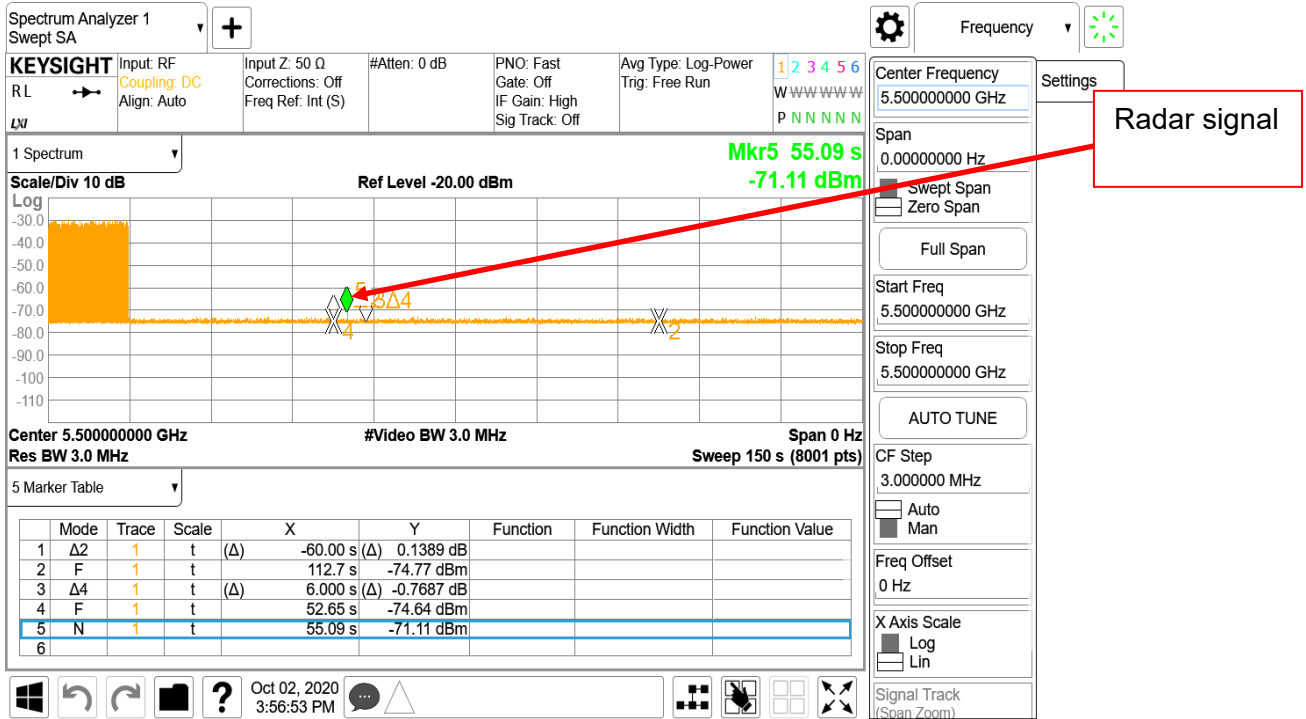 Spectrum Analyzer 1
Swept SA
Frequency
KEYSIGHT
Input: RF
Coupling: DC
Align: Auto
Input Z: 50 Ω
Corrections: Off
Freq Ref: Int (S)
#Atten: 0 dB
PNO: Fast
Gate: Off
IF Gain: High
Sig Track: Off
Avg Type: Log-Power
Trig: Free Run
1 2 3 4 5 6
W W W W W W
P N N N N N
R L
LXI
Settings
Radar signal
1 Spectrum
Mkr5 55.09 s
-71.11 dBm
Scale/Div 10 dB
Ref Level -20.00 dBm
Log
-30.0
-40.0
-50.0
-60.0
-70.0
-80.0
-90.0
-100
-110
5
3Δ4
4
2
Center 5.500000000 GHz
#Video BW 3.0 MHz
Span 0 Hz
Res BW 3.0 MHz
Sweep 150 s (8001 pts)
5 Marker Table
Mode Trace Scale X Y Function Function Width Function Value
1 Δ2 1 t (Δ) -60.00 s (Δ) 0.1389 dB
2 F 1 t 112.7 s -74.77 dBm
3 Δ4 1 t (Δ) 6.000 s (Δ) -0.7687 dB
4 F 1 t 52.65 s -74.64 dBm
5 N 1 t 55.09 s -71.11 dBm
6
Oct 02, 2020
3:56:53 PM
Center Frequency
5.500000000 GHz
Span
0.00000000 Hz
Swept Span
Zero Span
Full Span
Start Freq
5.500000000 GHz
Stop Freq
5.500000000 GHz
AUTO TUNE
CF Step
3.000000 MHz
Auto
Man
Freq Offset
0 Hz
X Axis Scale
Log
Lin
Signal Track
(Span Zoom)